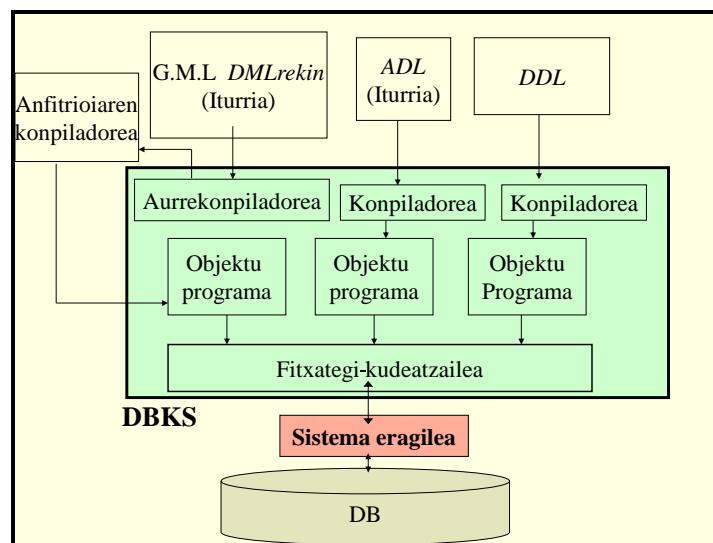 G.M.L DMLrekin
(Iturria)
ADL
(Iturria)
DDL
Anfitrioiaren
konpiladorea
Aurrekonpiladorea
Konpiladorea
Konpiladorea
Objektu
programa
Objektu
programa
Objektu
Programa
Fitxategi-kudeatzailea
DBKS
Sistema eragilea
DB